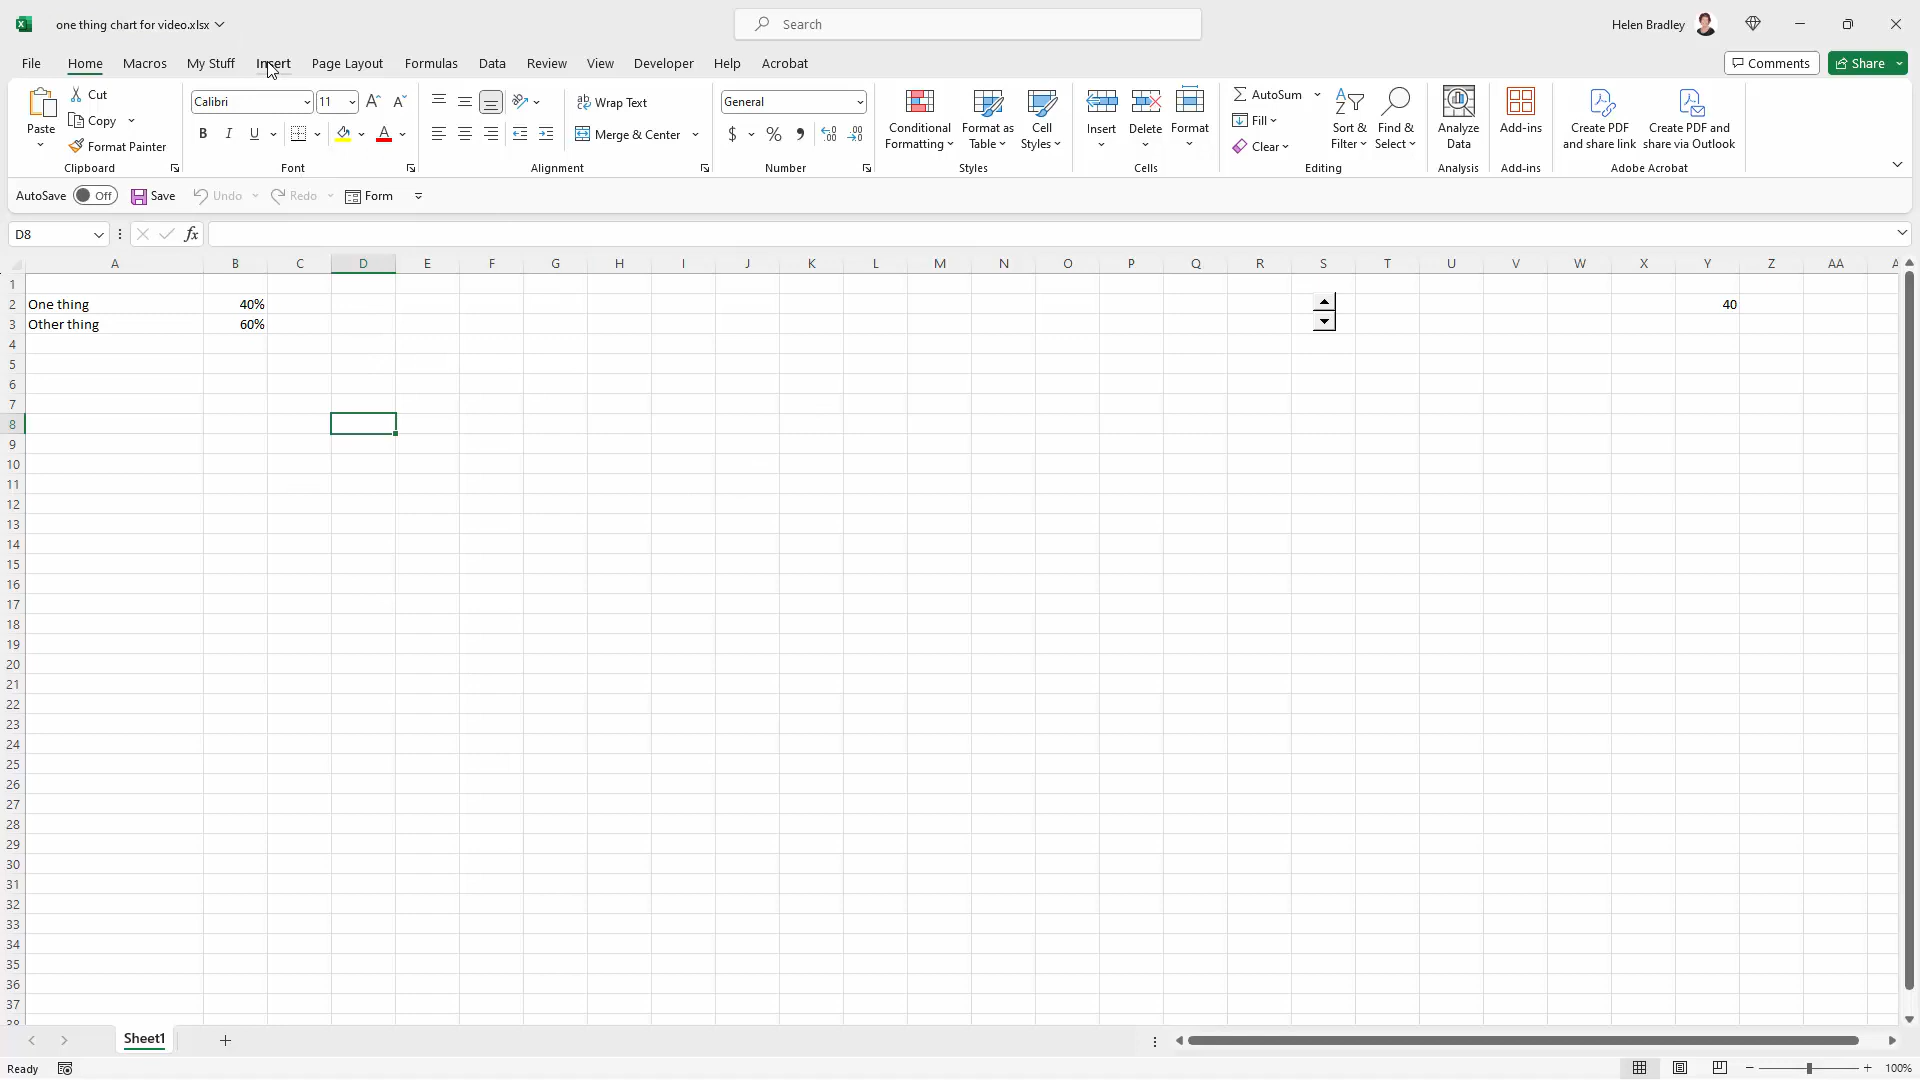 one thing chart for video.xlsx
Search
Helen Bradley
File Home Macros My Stuff Insert Page Layout Formulas Data Review View Developer Help Acrobat
Comments Share
Paste
Cut
Copy
Format Painter
Clipboard
Calibri 11
B I U A
Font
Wrap Text
Merge & Center
Alignment
General
$ % 9
Number
Conditional Formatting
Format as Table
Cell Styles
Styles
Insert Delete Format
Cells
AutoSum
Fill
Clear
Sort & Filter
Find & Select
Editing
Analyze Data
Analysis
Add-ins
Add-ins
Create PDF and share link
Create PDF and share via Outlook
Adobe Acrobat
AutoSave Off Save Undo Redo Form
D8 fx
A B C D E F G H I J K L M N O P Q R S T U V W X Y Z AA
1
2 One thing 40% 40
3 Other thing 60%
4
5
6
7
8
9
10
11
12
13
14
15
16
17
18
19
20
21
22
23
24
25
26
27
28
29
30
31
32
33
34
35
36
37
Sheet1
Ready 100%